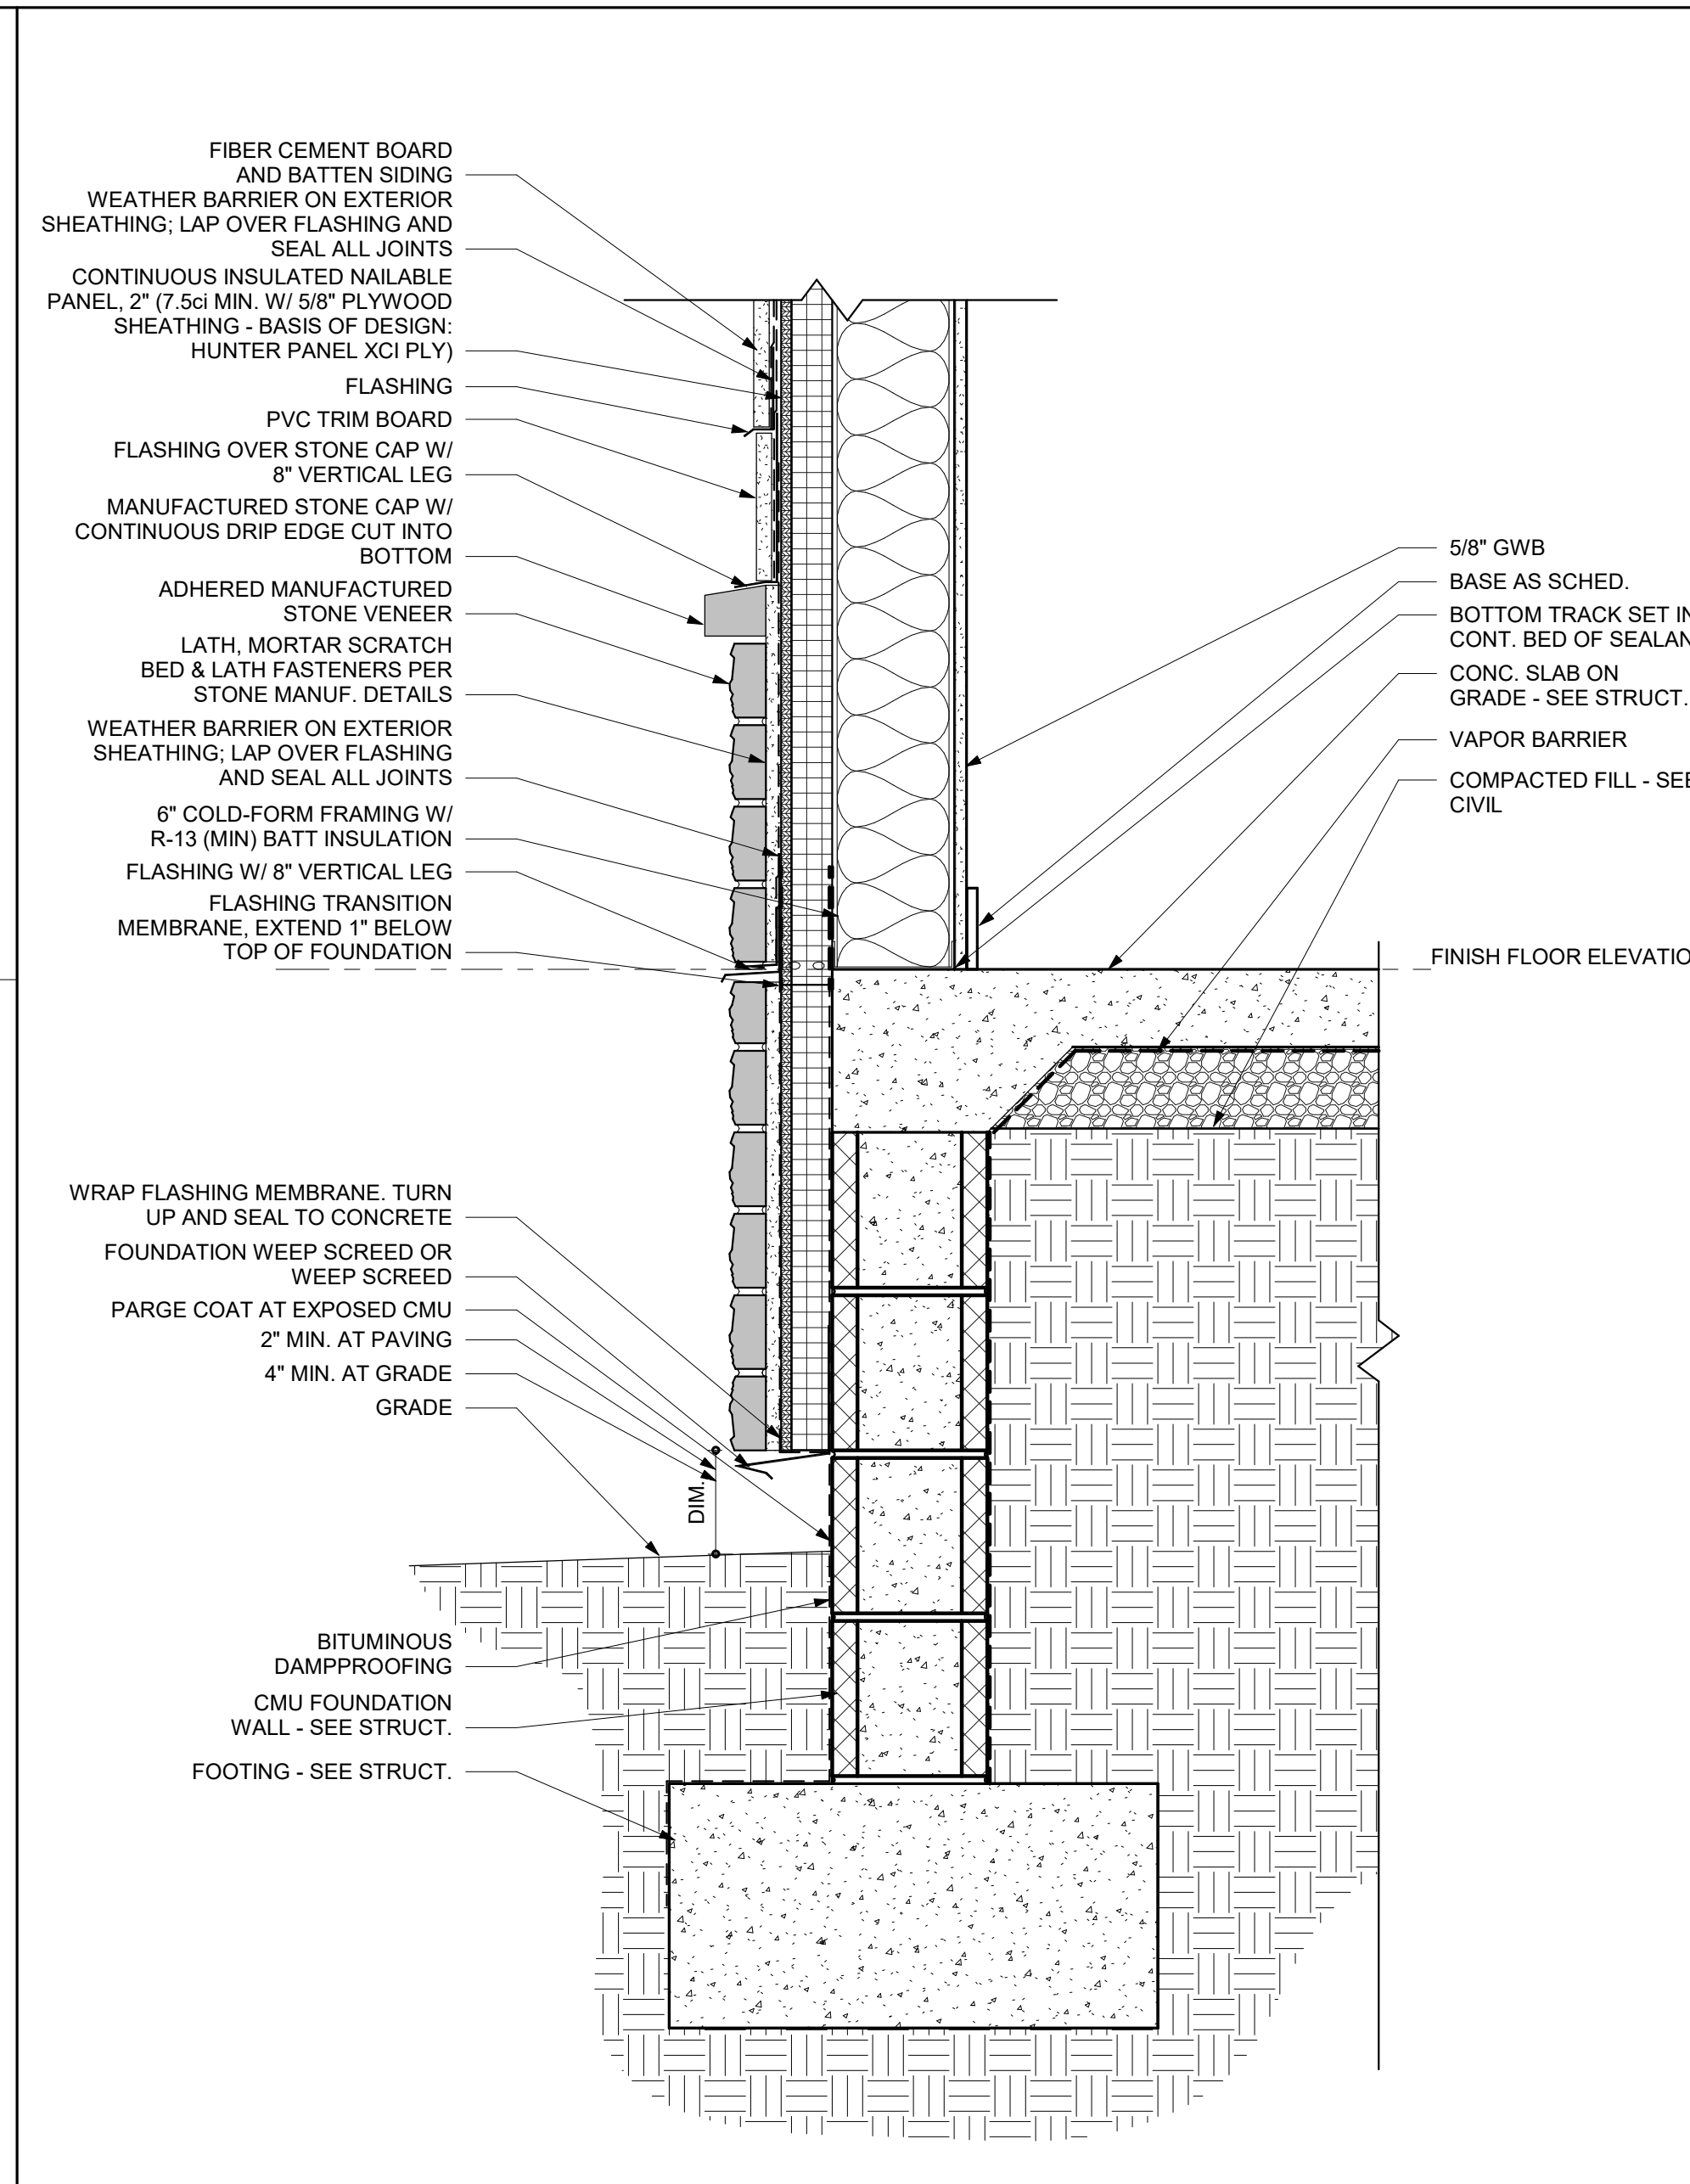 FIBER CEMENT BOARD
AND BATTEN SIDING
WEATHER BARRIER ON EXTERIOR
SHEATHING; LAP OVER FLASHING AND
SEAL ALL JOINTS
CONTINUOUS INSULATED NAILABLE
PANEL, 2" (7.5ci MIN. W/ 5/8" PLYWOOD
SHEATHING - BASIS OF DESIGN:
HUNTER PANEL XCI PLY)
FLASHING
PVC TRIM BOARD
FLASHING OVER STONE CAP W/
8" VERTICAL LEG
MANUFACTURED STONE CAP W/
CONTINUOUS DRIP EDGE CUT INTO
BOTTOM
ADHERED MANUFACTURED
STONE VENEER
LATH, MORTAR SCRATCH
BED & LATH FASTENERS PER
STONE MANUF. DETAILS
WEATHER BARRIER ON EXTERIOR
SHEATHING; LAP OVER FLASHING
AND SEAL ALL JOINTS
6" COLD-FORM FRAMING W/
R-13 (MIN) BATT INSULATION
FLASHING W/ 8" VERTICAL LEG
FLASHING TRANSITION
MEMBRANE, EXTEND 1" BELOW
TOP OF FOUNDATION
WRAP FLASHING MEMBRANE. TURN
UP AND SEAL TO CONCRETE
FOUNDATION WEEP SCREED OR
WEEP SCREED
PARGE COAT AT EXPOSED CMU
2" MIN. AT PAVING
4" MIN. AT GRADE
GRADE
DIM.
BITUMINOUS
DAMPPROOFING
CMU FOUNDATION
WALL - SEE STRUCT.
FOOTING - SEE STRUCT.
5/8" GWB
BASE AS SCHED.
BOTTOM TRACK SET IN
CONT. BED OF SEALAN
CONC. SLAB ON
GRADE - SEE STRUCT.
VAPOR BARRIER
COMPACTED FILL - SEE
CIVIL
FINISH FLOOR ELEVATIO